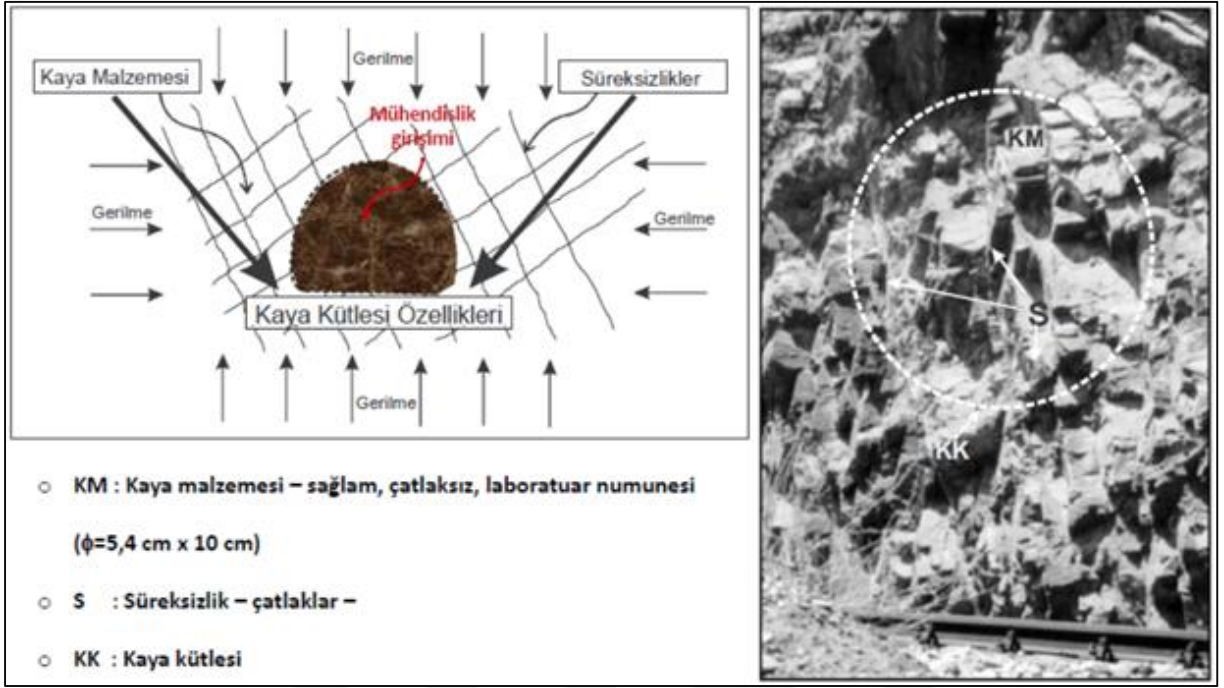 Gerilme
Kaya Malzemesi
Süreksizlikler
Mühendislik
girişimi
Gerilme
Gerilme
Kaya Kütlesi Özellikleri
Gerilme
KM
S
KK
○ KM : Kaya malzemesi – sağlam, çatlaksız, laboratuar numunesi
(ϕ=5,4 cm x 10 cm)
○ S : Süreksizlik – çatlaklar –
○ KK : Kaya kütlesi